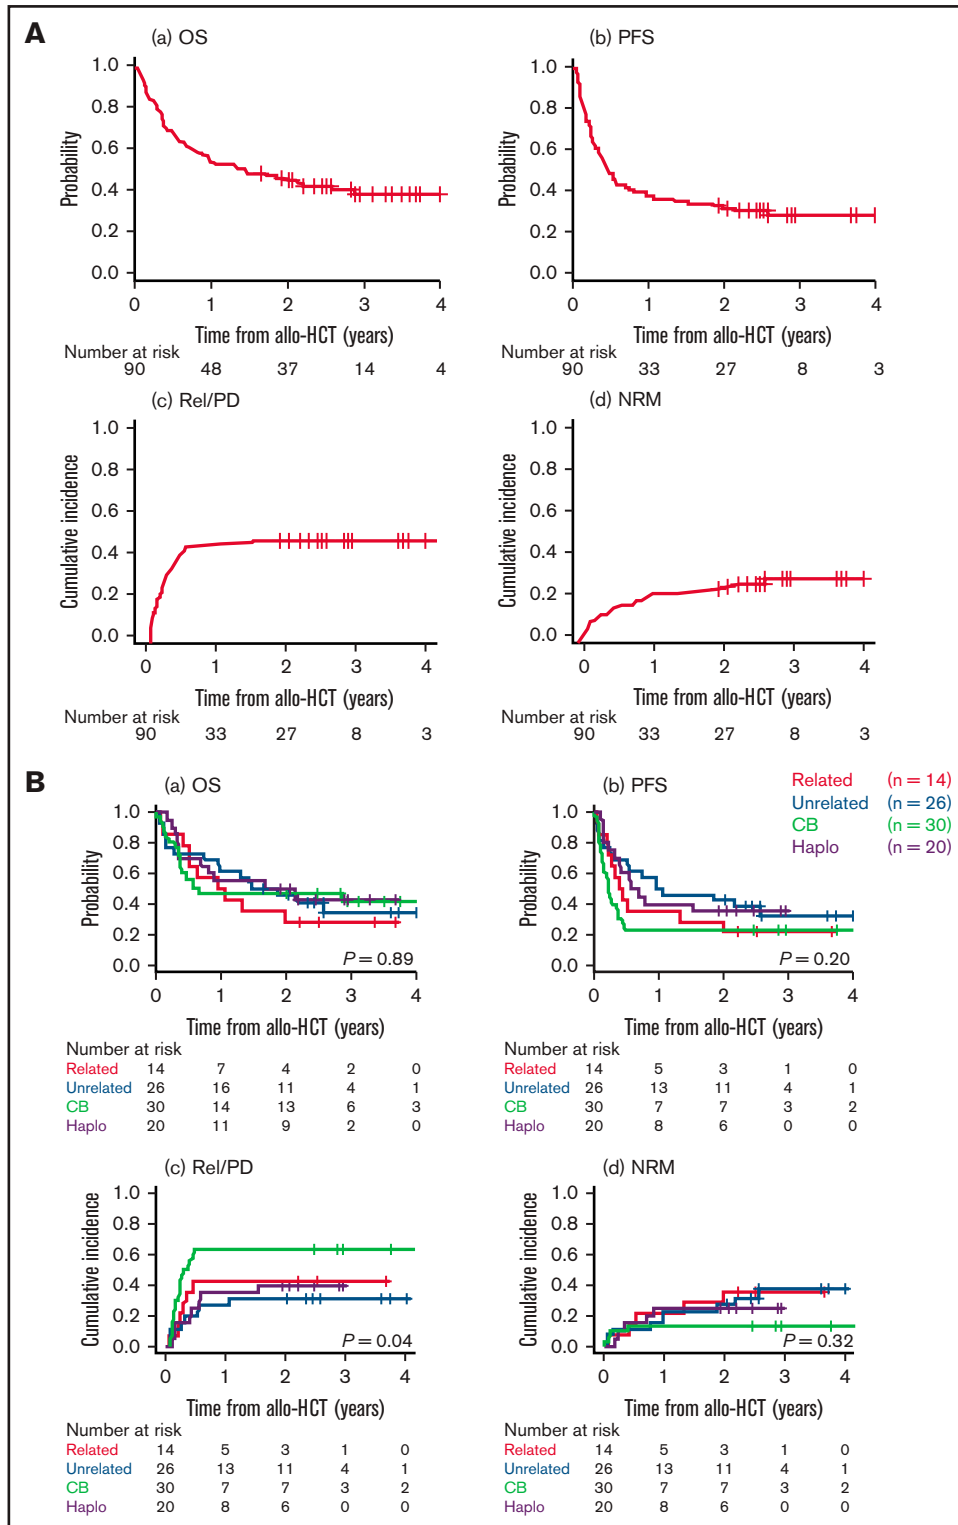 A
(a) OS
Probability
1.0
0.8
0.6
0.4
0.2
0.0
0 1 2 3 4
Time from allo-HCT (years)
Number at risk
90 48 37 14 4
(b) PFS
Probability
1.0
0.8
0.6
0.4
0.2
0.0
0 1 2 3 4
Time from allo-HCT (years)
Number at risk
90 33 27 8 3
(c) Rel/PD
Cumulative incidence
1.0
0.8
0.6
0.4
0.2
0.0
0 1 2 3 4
Time from allo-HCT (years)
Number at risk
90 33 27 8 3
(d) NRM
Cumulative incidence
1.0
0.8
0.6
0.4
0.2
0.0
0 1 2 3 4
Time from allo-HCT (years)
Number at risk
90 33 27 8 3
B
(a) OS
Probability
1.0
0.8
0.6
0.4
0.2
0.0
P = 0.89
0 1 2 3 4
Time from allo-HCT (years)
Number at risk
Related 14 7 4 2 0
Unrelated 26 16 11 4 1
CB 30 14 13 6 3
Haplo 20 11 9 2 0
(b) PFS
Related (n = 14)
Unrelated (n = 26)
CB (n = 30)
Haplo (n = 20)
Probability
1.0
0.8
0.6
0.4
0.2
0.0
P = 0.20
0 1 2 3 4
Time from allo-HCT (years)
Number at risk
Related 14 5 3 1 0
Unrelated 26 13 11 4 1
CB 30 7 7 3 2
Haplo 20 8 6 0 0
(c) Rel/PD
Cumulative incidence
1.0
0.8
0.6
0.4
0.2
0.0
P = 0.04
0 1 2 3 4
Time from allo-HCT (years)
Number at risk
Related 14 5 3 1 0
Unrelated 26 13 11 4 1
CB 30 7 7 3 2
Haplo 20 8 6 0 0
(d) NRM
Cumulative incidence
1.0
0.8
0.6
0.4
0.2
0.0
P = 0.32
0 1 2 3 4
Time from allo-HCT (years)
Number at risk
Related 14 5 3 1 0
Unrelated 26 13 11 4 1
CB 30 7 7 3 2
Haplo 20 8 6 0 0